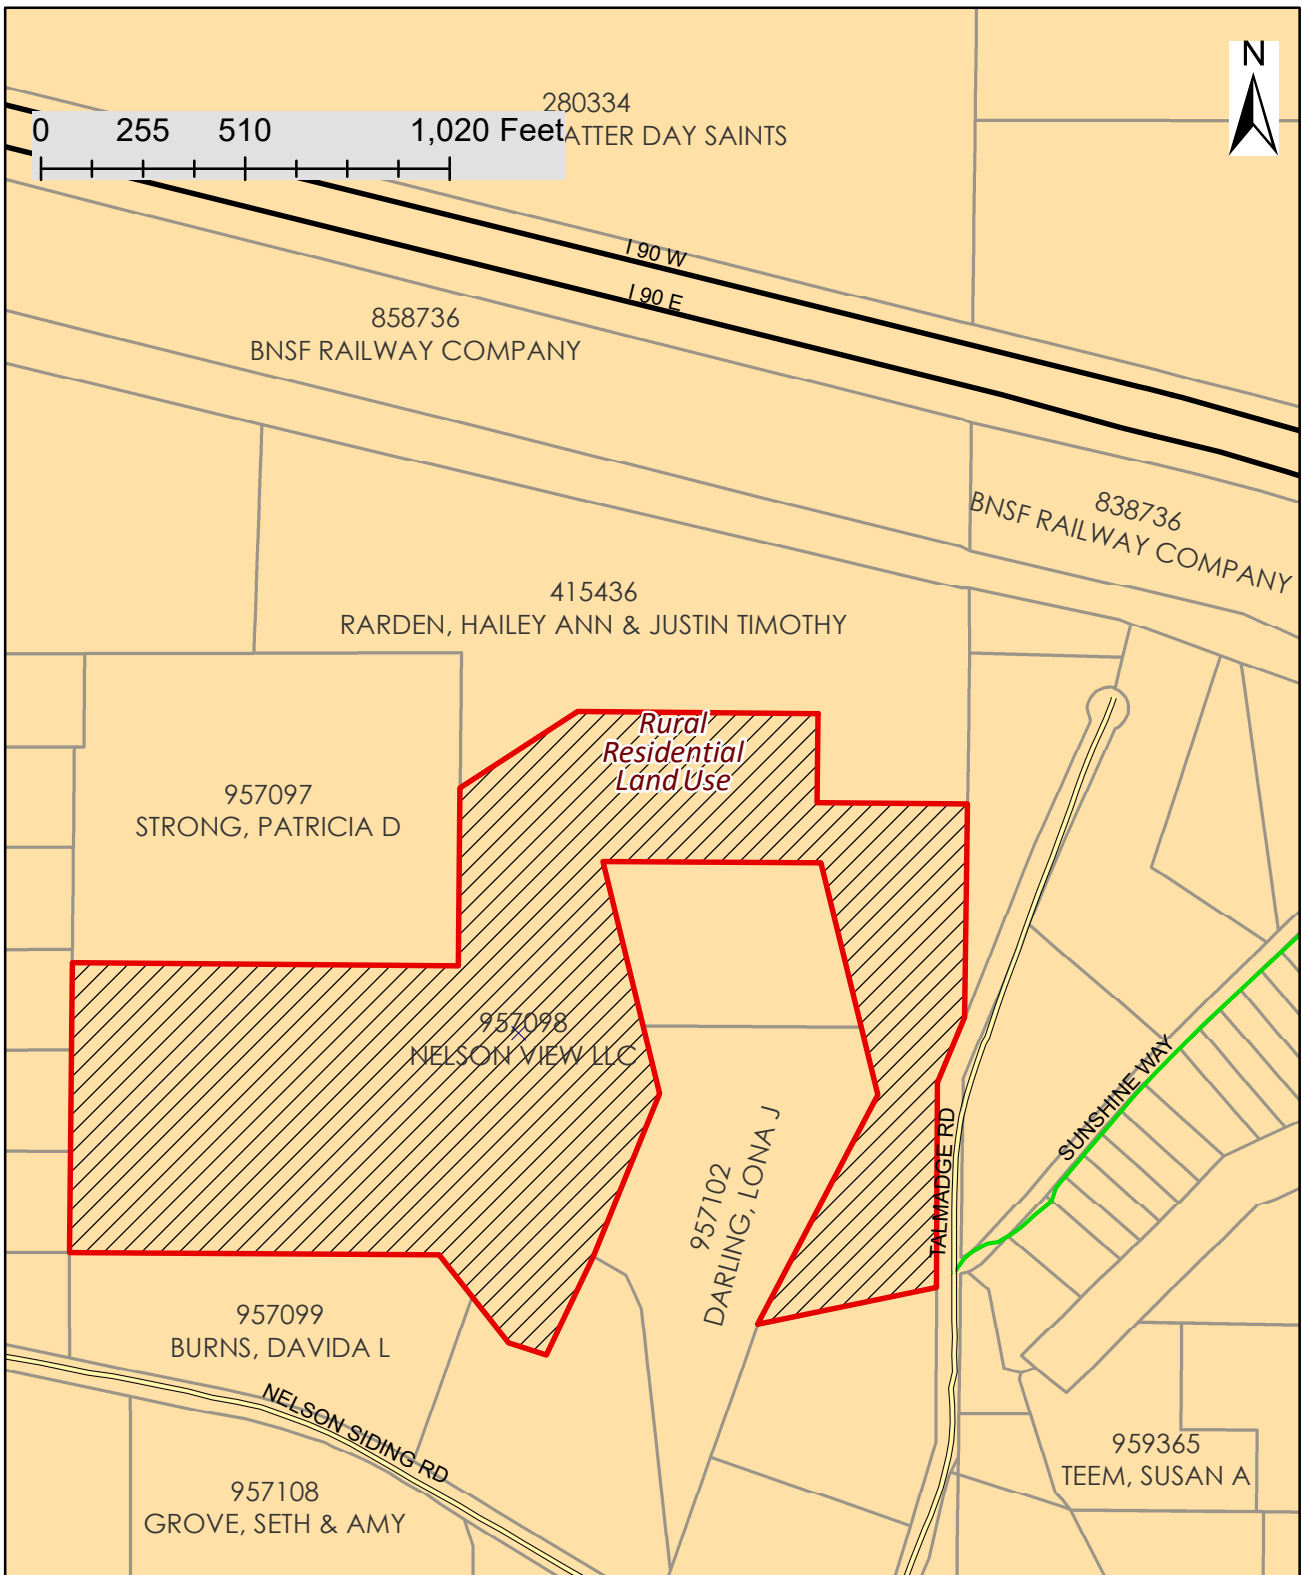 N
280334
ATTER DAY SAINTS
0 255 510 1,020 Feet
I 90 W
I 90 E
858736
BNSF RAILWAY COMPANY
838736
BNSF RAILWAY COMPANY
415436
RARDEN, HAILEY ANN & JUSTIN TIMOTHY
Rural
Residential
Land Use
957097
STRONG, PATRICIA D
957098
NELSON VIEW LLC
SUNSHINE WAY
957102
DARLING, LONA J
TALMADGE RD
957099
BURNS, DAVIDA L
NELSON SIDING RD
959365
TEEM, SUSAN A
957108
GROVE, SETH & AMY